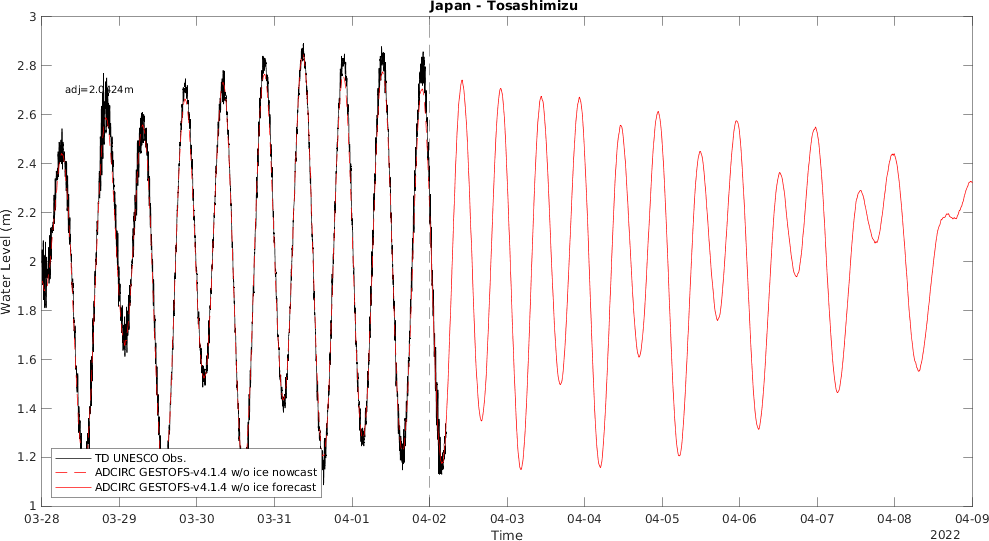 Japan - Tosashimizu
3
2.8
2.6
2.4
2.2
2
1.8
1.6
1.4
1.2
1
Water Level (m)
adj=2.0424m
TD UNESCO Obs.
ADCIRC GESTOFS-v4.1.4 w/o ice nowcast
ADCIRC GESTOFS-v4.1.4 w/o ice forecast
03-28 03-29 03-30 03-31 04-01 04-02 04-03 04-04 04-05 04-06 04-07 04-08 04-09
Time
2022